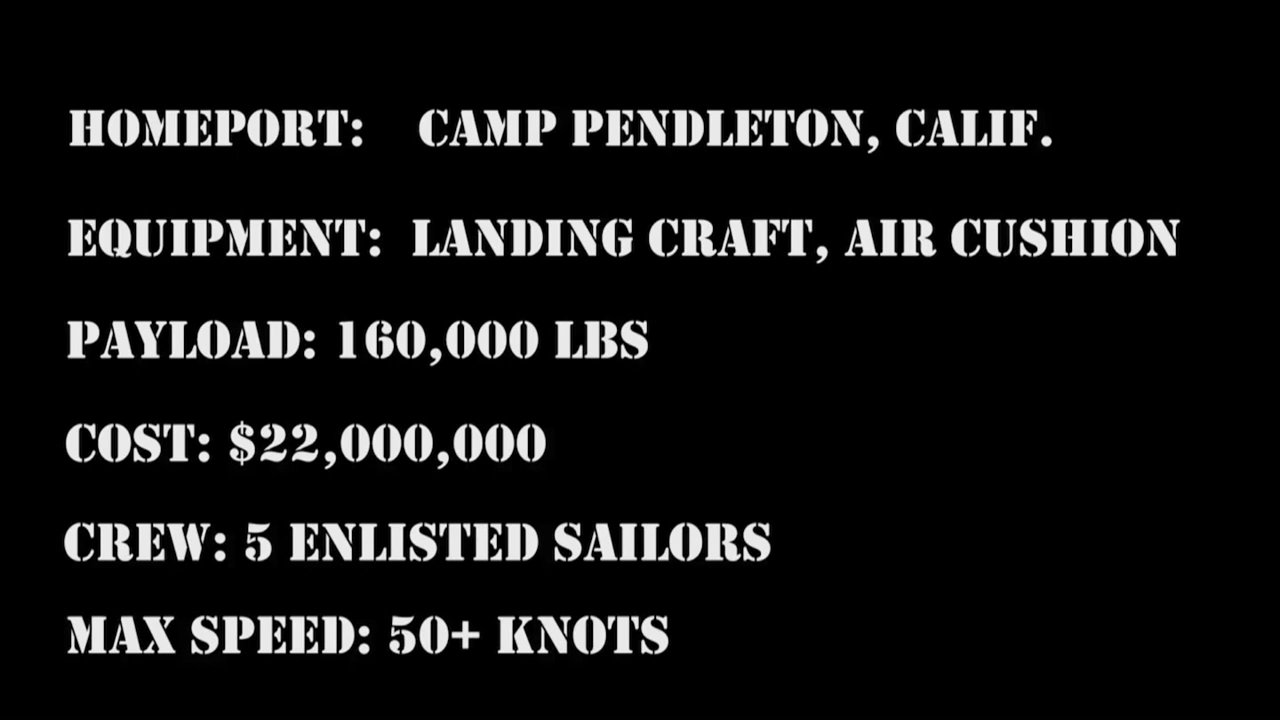 HOMEPORT: CAMP PENDLETON, CALIF.
EQUIPMENT: LANDING CRAFT, AIR CUSHION
PAYLOAD: 160,000 LBS
COST: $22,000,000
CREW: 5 ENLISTED SAILORS
MAX SPEED: 50+ KNOTS